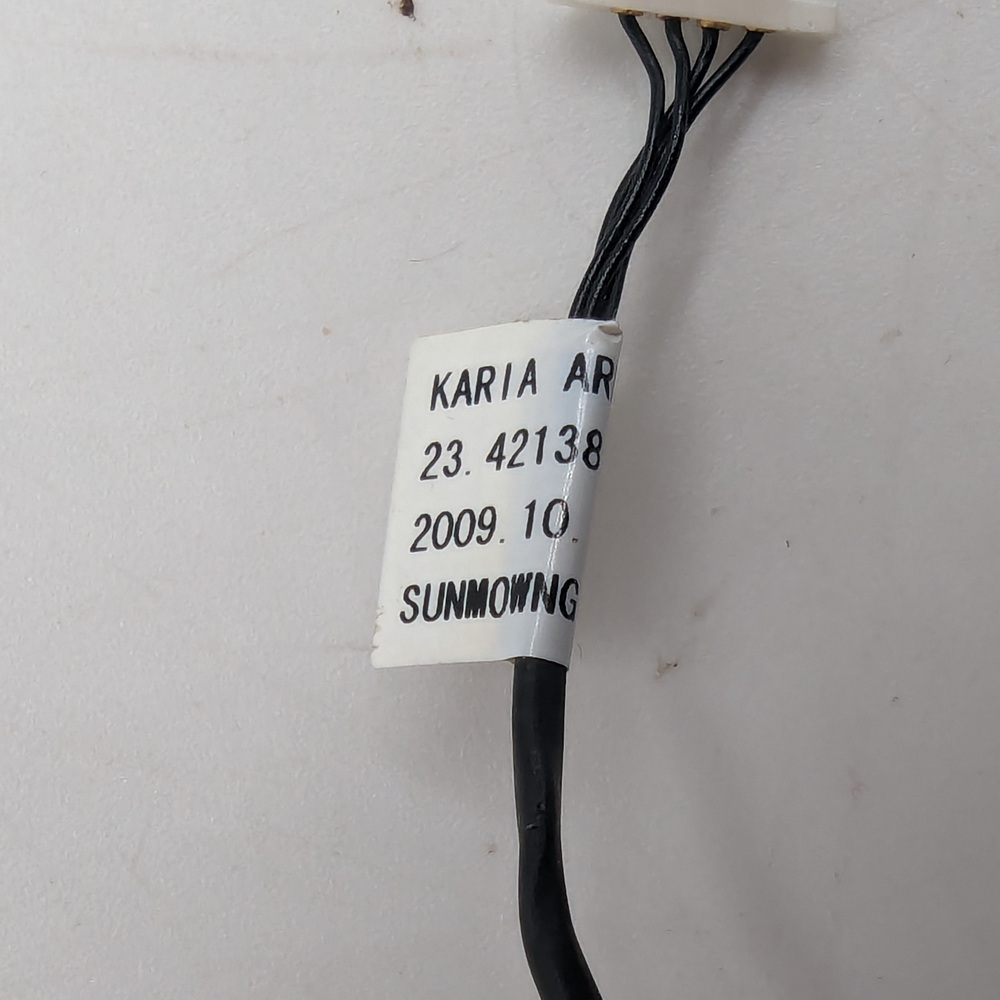 KARIA AR
23.42138
2009.10.
SUNMOWNG